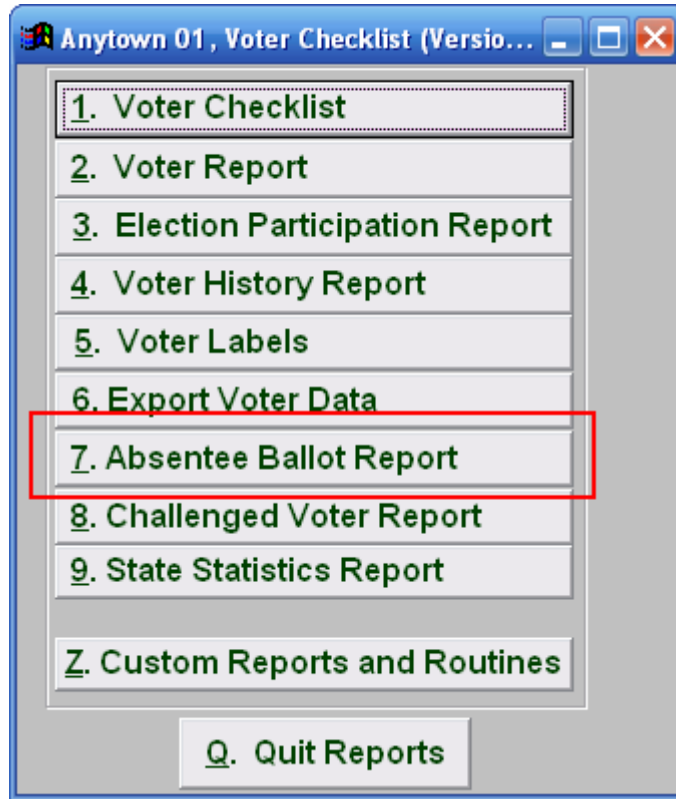 Anytown 01, Voter Checklist (Versio...
1. Voter Checklist
2. Voter Report
3. Election Participation Report
4. Voter History Report
5. Voter Labels
6. Export Voter Data
7. Absentee Ballot Report
8. Challenged Voter Report
9. State Statistics Report
Z. Custom Reports and Routines
Q. Quit Reports